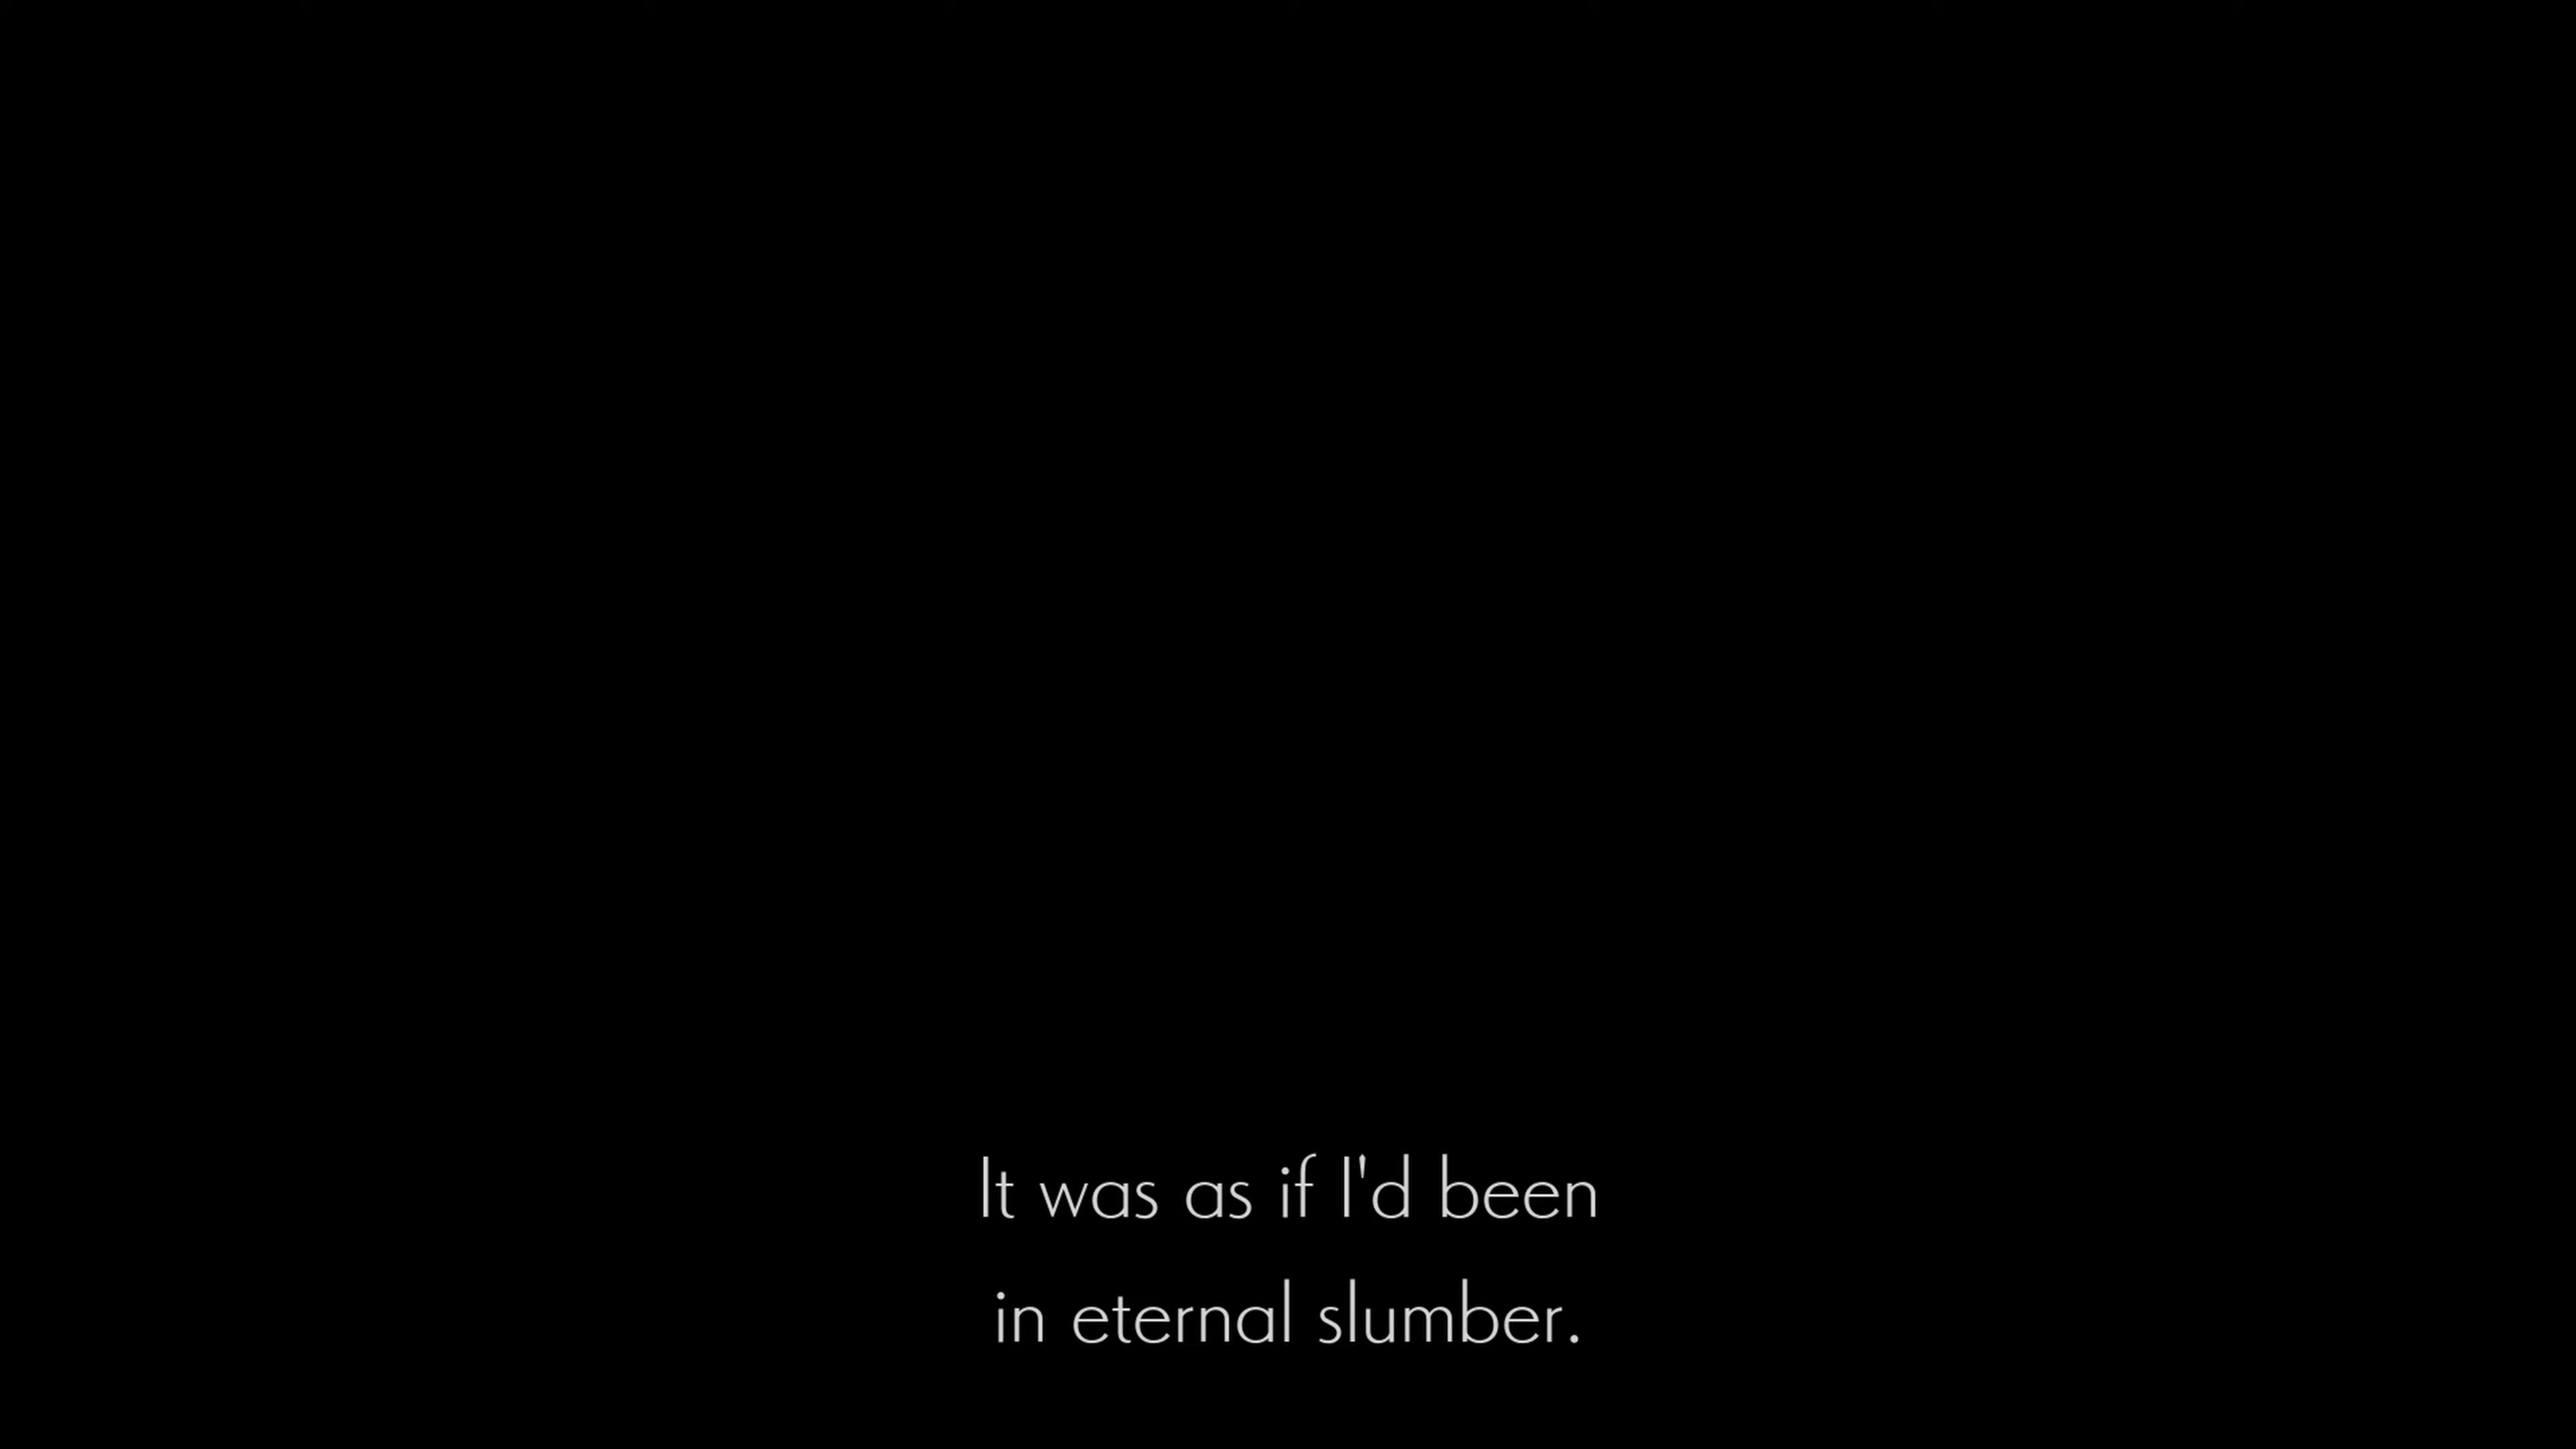 It was as if I'd been
in eternal slumber.